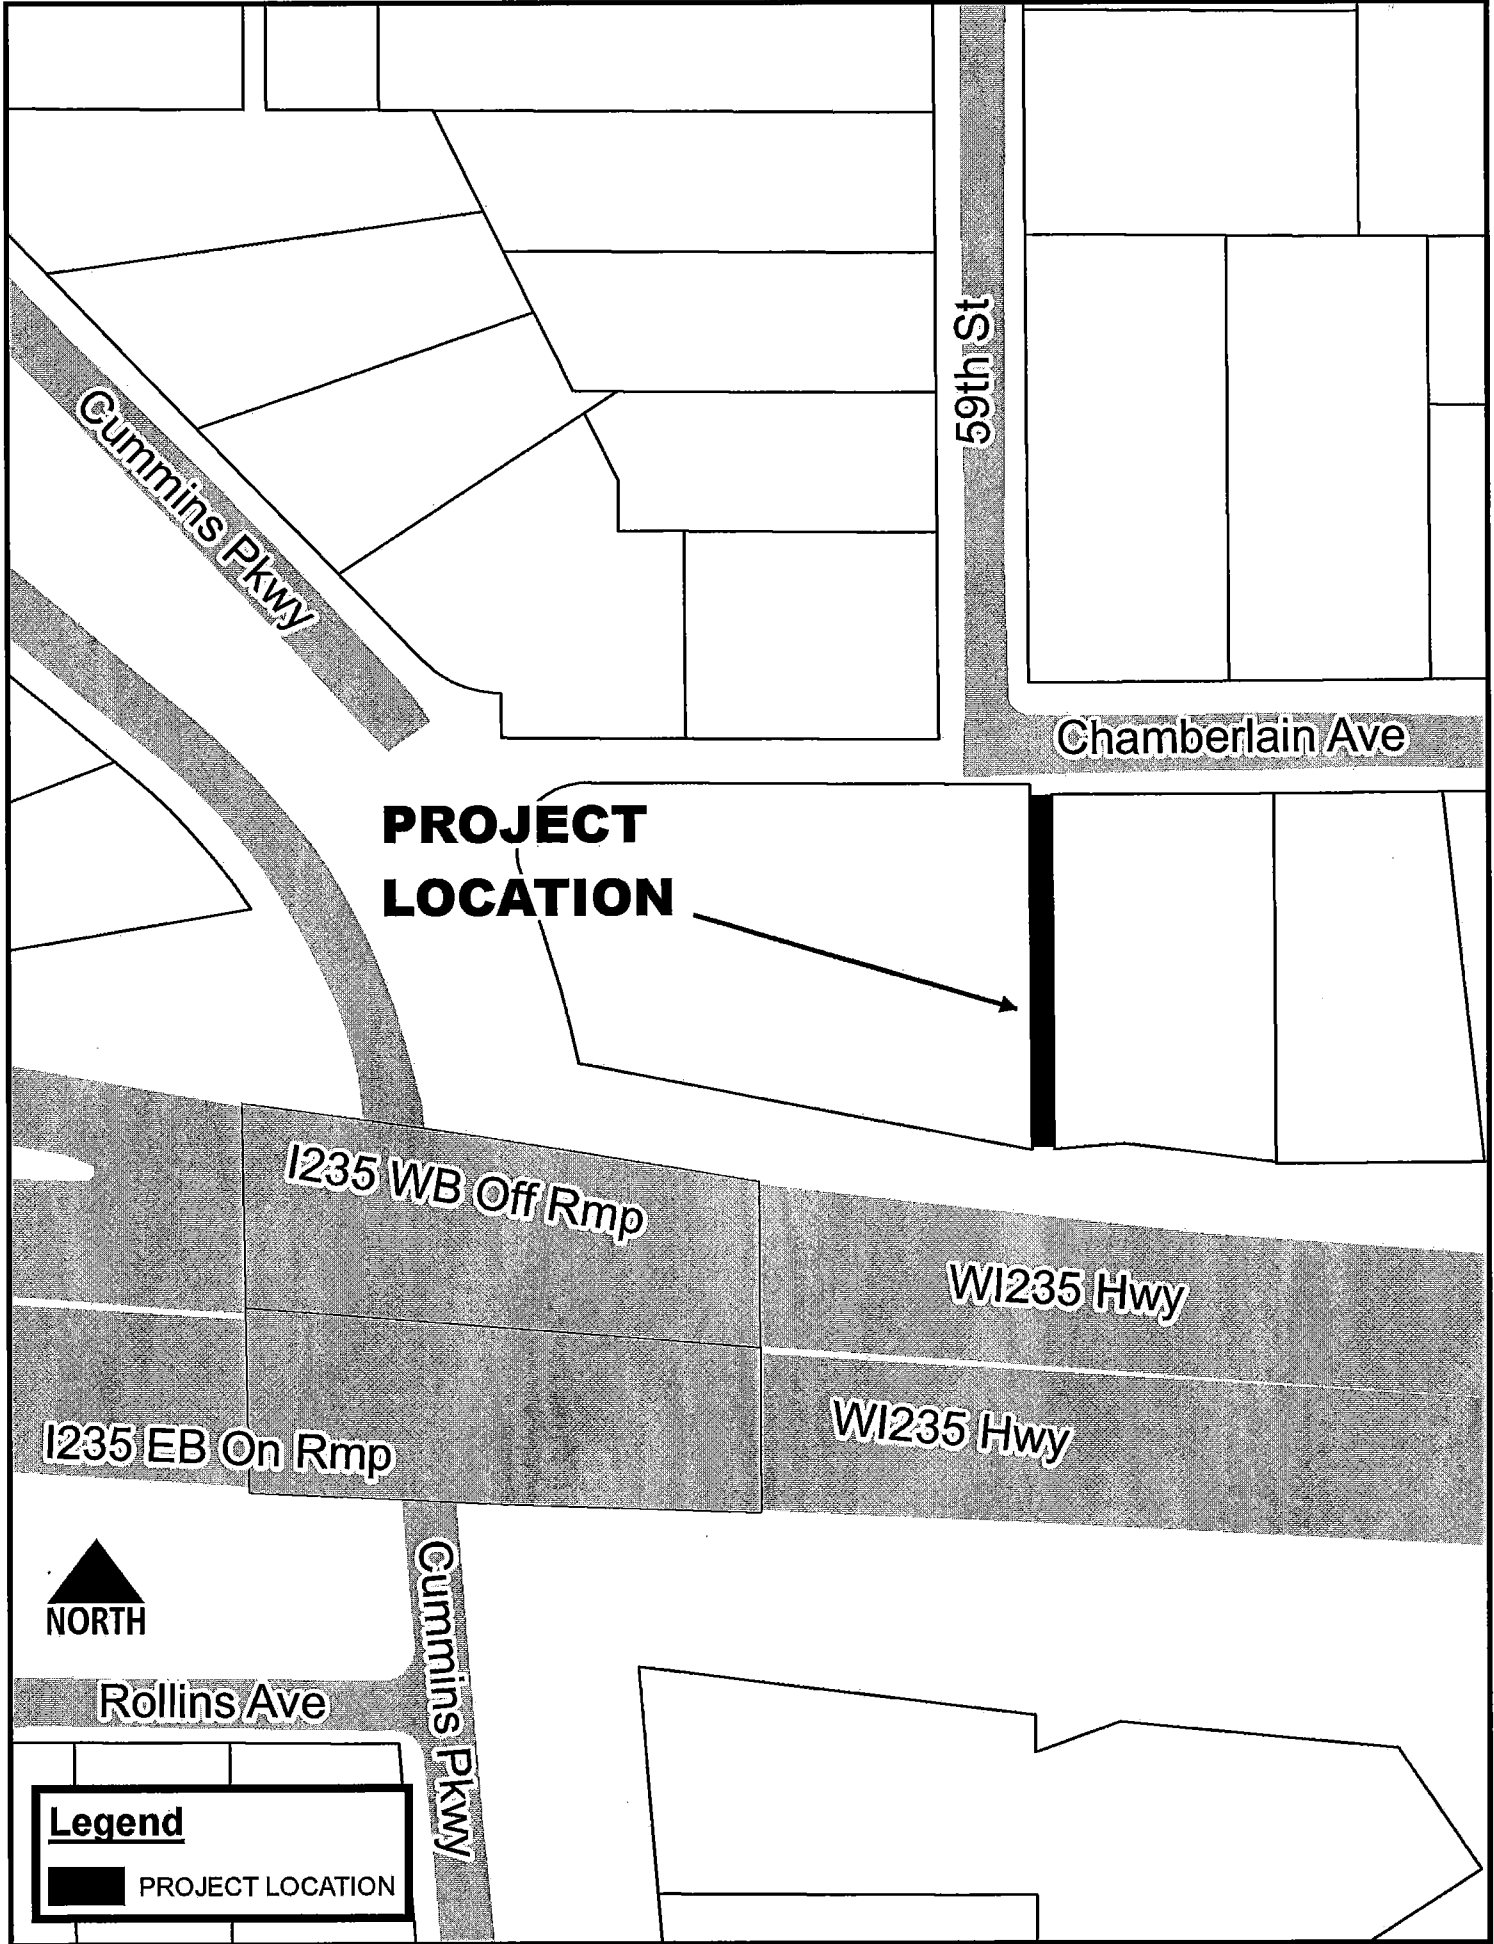 59th St
Cummins Pkwy
Chamberlain Ave
PROJECT
LOCATION
I235 WB Off Rmp
WI235 Hwy
WI235 Hwy
I235 EB On Rmp
NORTH
Cummins Pkwy
Rollins Ave
Legend
PROJECT LOCATION